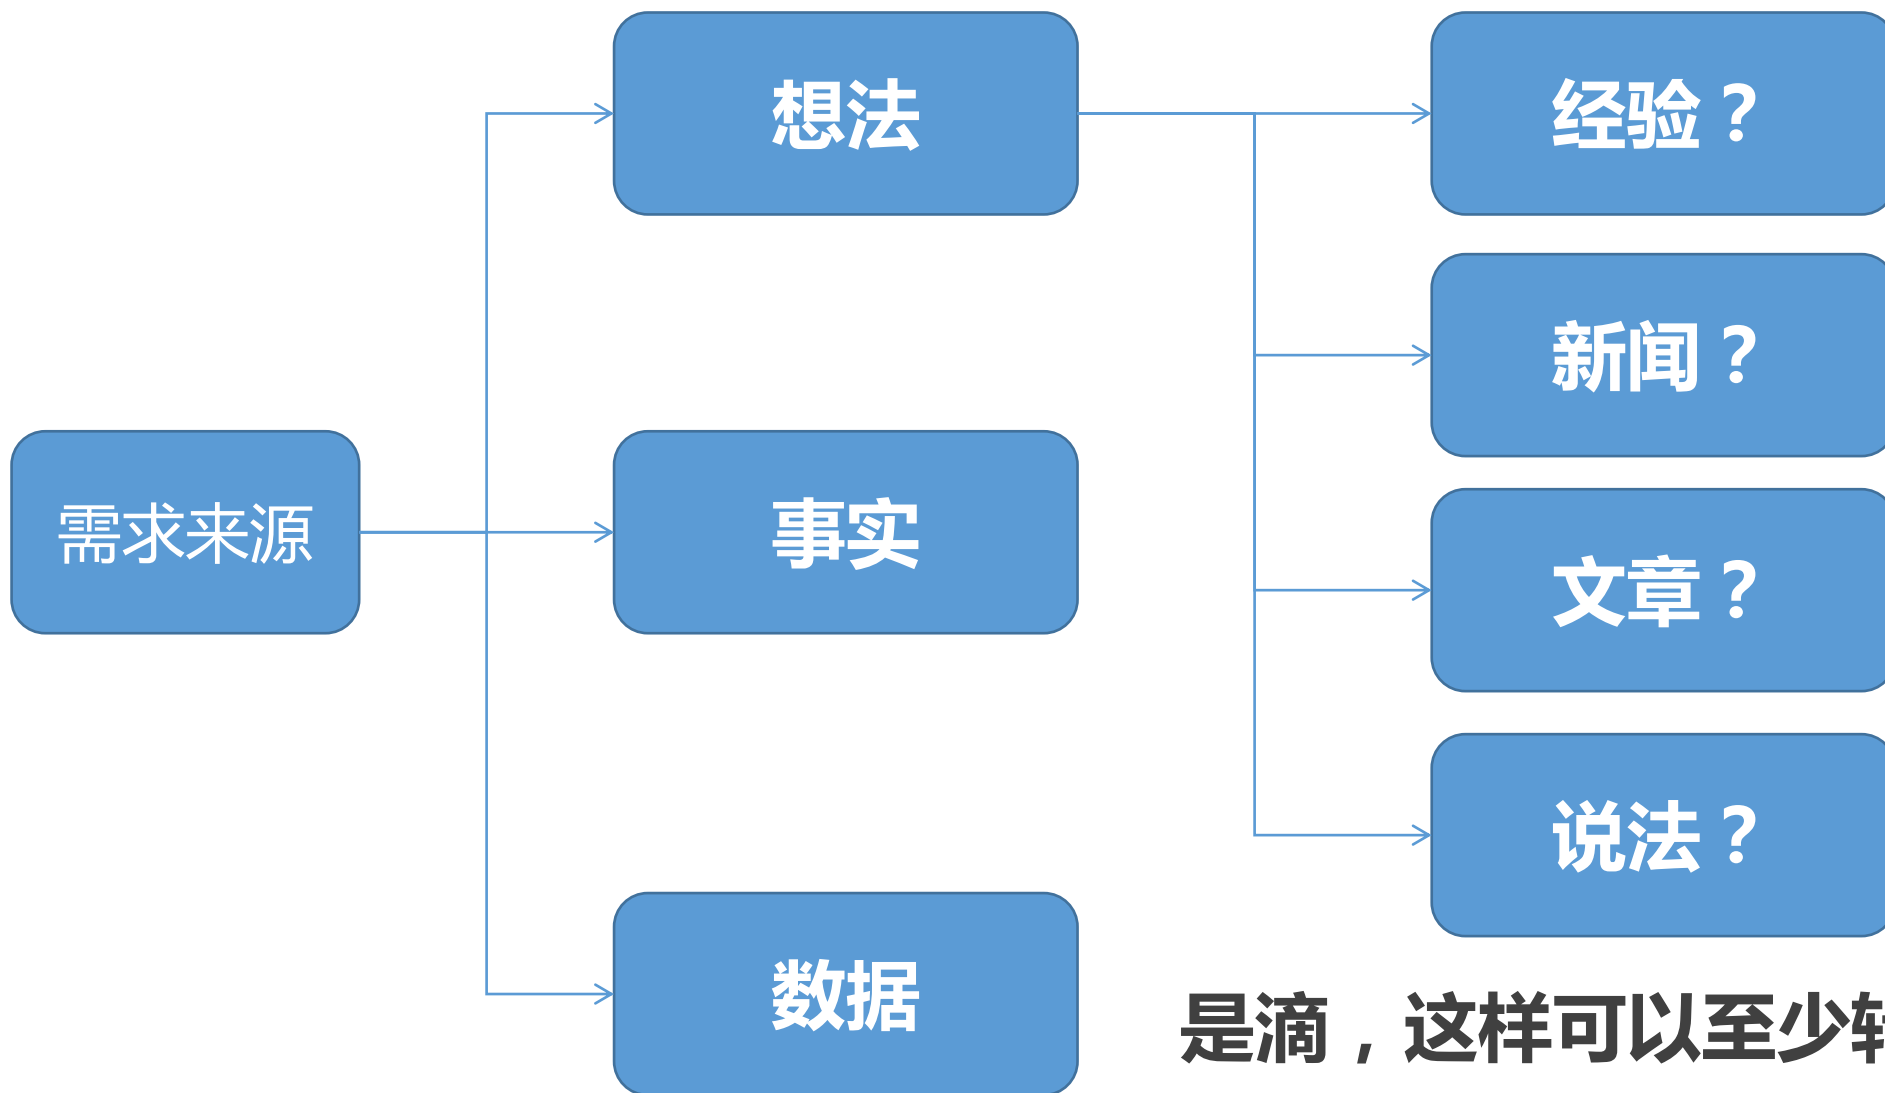 需求来源
想法
事实
数据
经验？
新闻？
文章？
说法？
是滴，这样可以至少